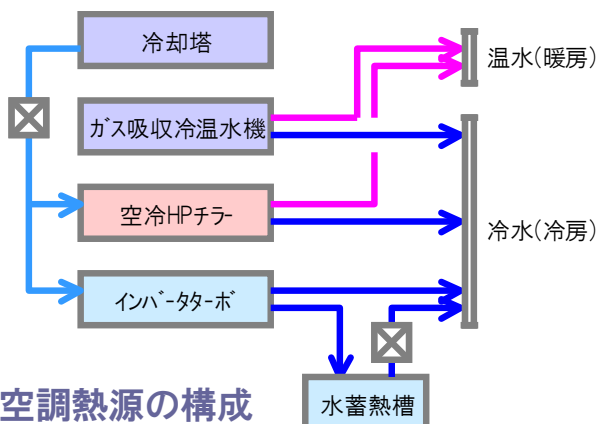 冷却塔
温水(暖房)
ガス吸収冷温水機
空冷HPチラー
冷水(冷房)
インバータターボ
水蓄熱槽
空調熱源の構成